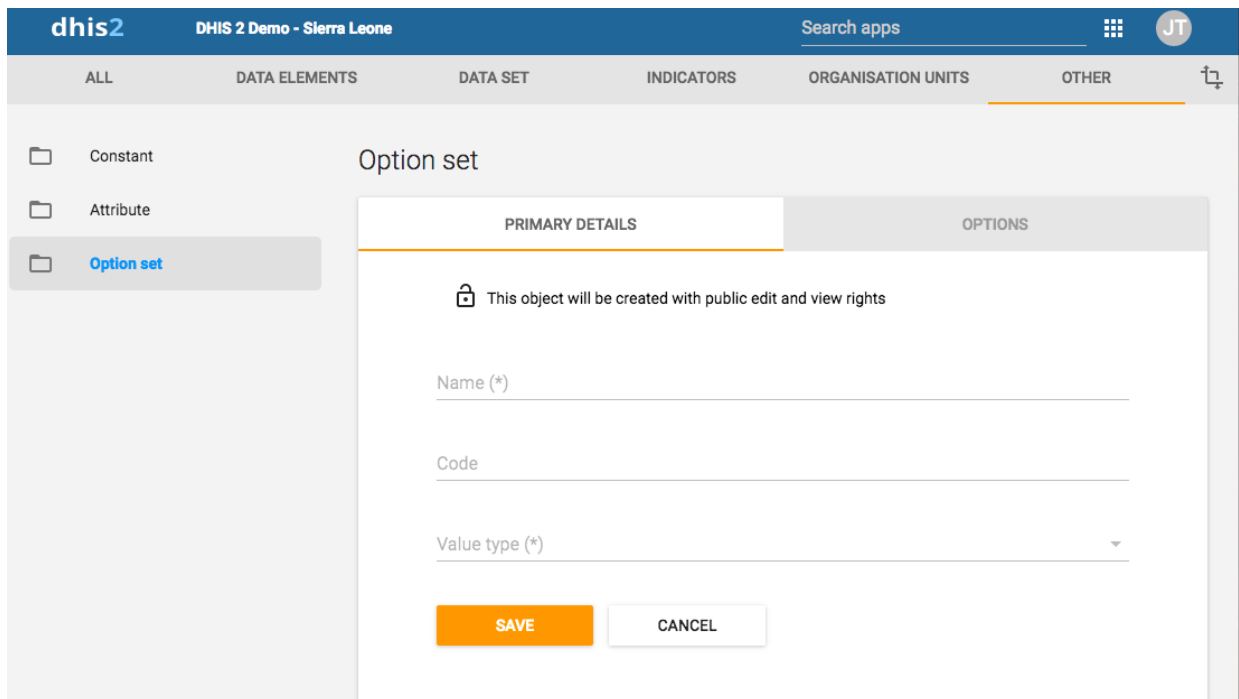 dhis2 DHIS 2 Demo - Sierra Leone Search apps JT
ALL DATA ELEMENTS DATA SET INDICATORS ORGANISATION UNITS OTHER
Constant
Attribute
Option set
Option set
PRIMARY DETAILS OPTIONS
This object will be created with public edit and view rights
Name (*)
Code
Value type (*)
SAVE CANCEL